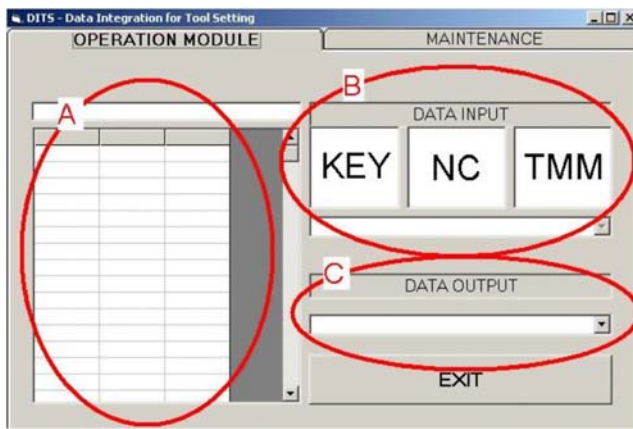 DITS - Data Integration for Tool Setting
OPERATION MODULE
MAINTENANCE
A
B
DATA INPUT
KEY
NC
TMM
C
DATA OUTPUT
EXIT